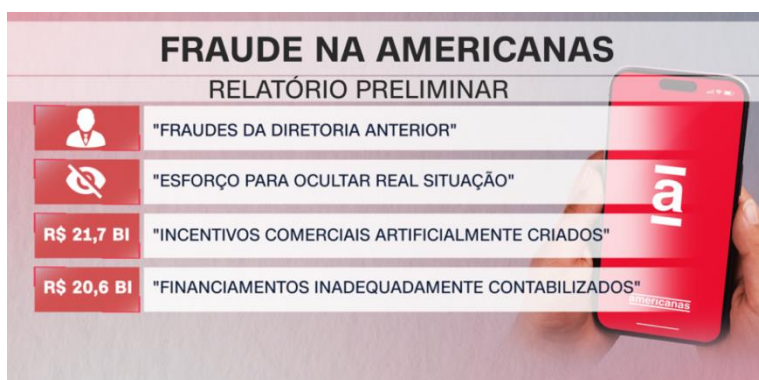 FRAUDE NA AMERICANAS
RELATÓRIO PRELIMINAR
"FRAUDES DA DIRETORIA ANTERIOR"
"ESFORÇO PARA OCULTAR REAL SITUAÇÃO"
R$ 21,7 BI "INCENTIVOS COMERCIAIS ARTIFICIALMENTE CRIADOS"
R$ 20,6 BI "FINANCIAMENTOS INADEQUADAMENTE CONTABILIZADOS"
a
americanas